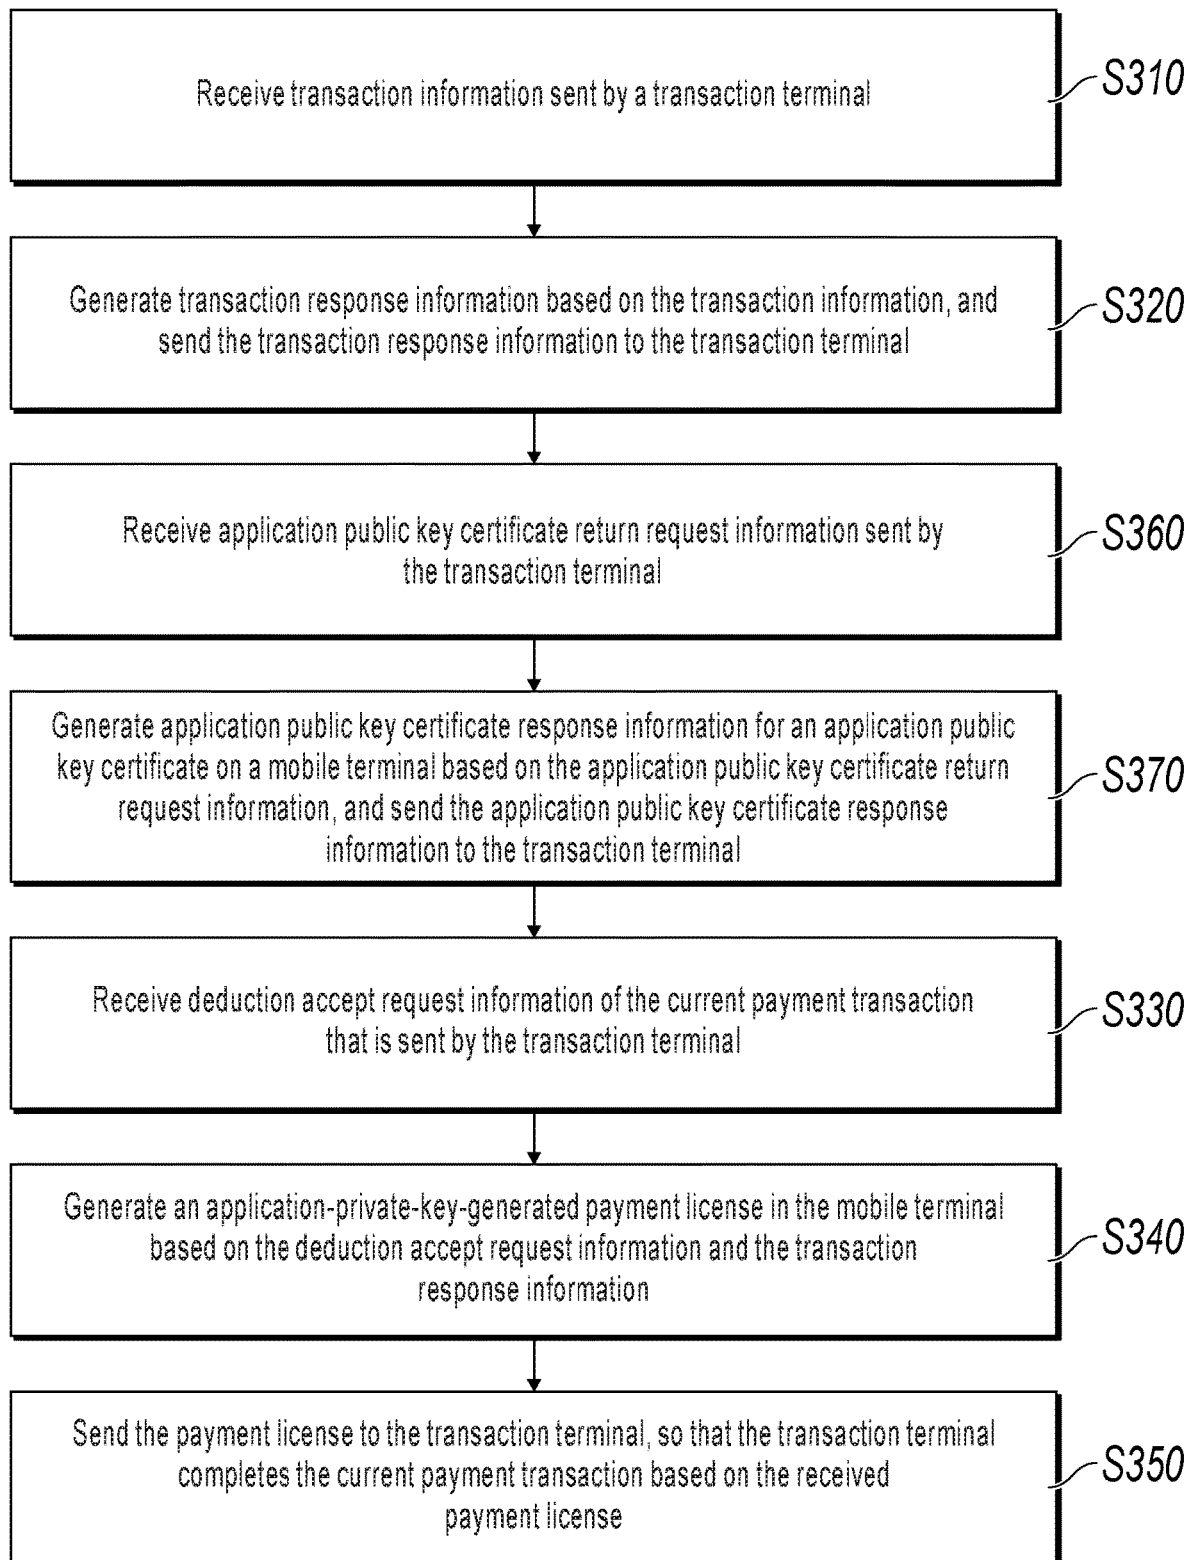 Receive transaction information sent by a transaction terminal
S310
Generate transaction response information based on the transaction information, and
send the transaction response information to the transaction terminal
S320
Receive application public key certificate return request information sent by
the transaction terminal
S360
Generate application public key certificate response information for an application public
key certificate on a mobile terminal based on the application public key certificate return
request information, and send the application public key certificate response
information to the transaction terminal
S370
Receive deduction accept request information of the current payment transaction
that is sent by the transaction terminal
S330
Generate an application-private-key-generated payment license in the mobile terminal
based on the deduction accept request information and the transaction
response information
S340
Send the payment license to the transaction terminal, so that the transaction terminal
completes the current payment transaction based on the received
payment license
S350